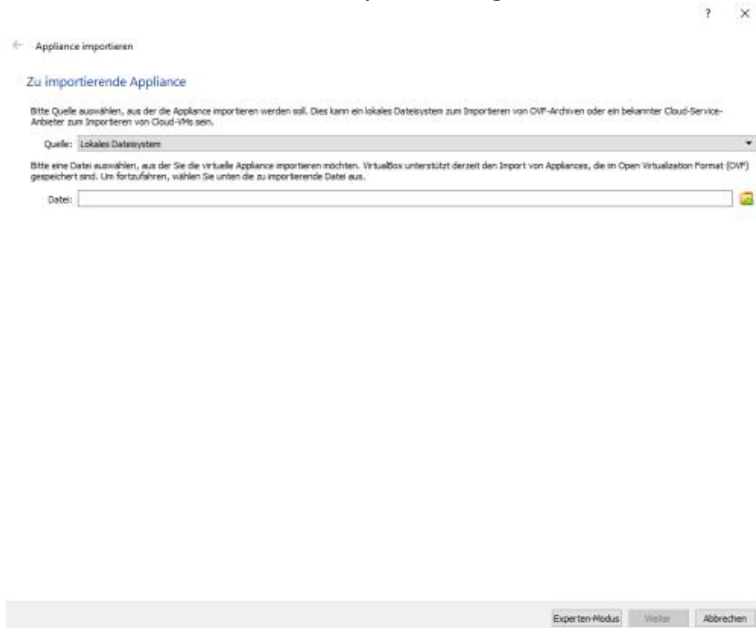 Appliance importieren
Zu importierende Appliance
Bitte Quelle auswählen, aus der die Appliance importieren werden soll. Dies kann ein lokales Dateisystem zum Importieren von OVF-Archiven oder ein bekannter Cloud-Service-
Anbieter zum Importieren von Cloud-VMs sein.
Quelle: Lokales Dateisystem
Bitte eine Datei auswählen, aus der Sie die virtuelle Appliance importieren möchten. VirtualBox unterstützt derzeit den Import von Appliances, die im Open Virtualization Format (OVF)
gespeichert sind. Um fortzufahren, wählen Sie unten die zu importierende Datei aus.
Datei:
Experten-Modus Weiter Abbrechen